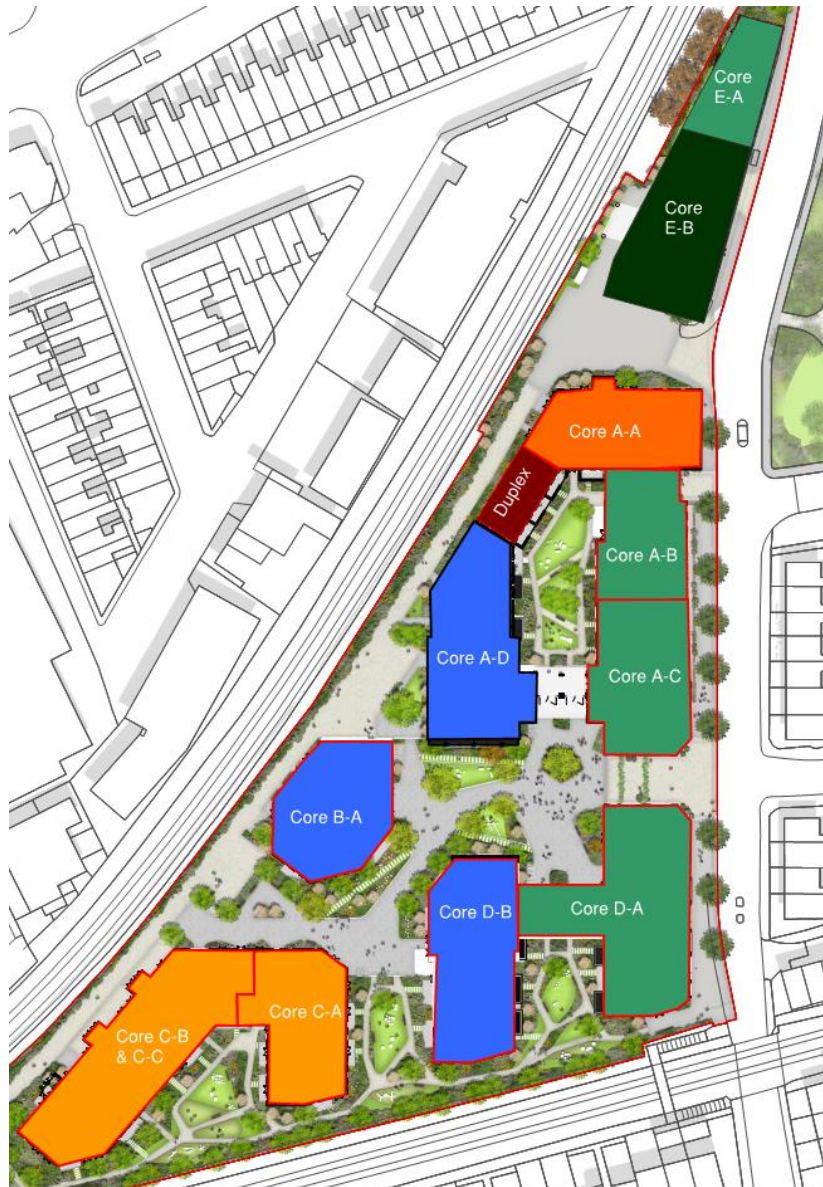 Core
E-A
Core
E-B
Core A-A
Duplex
Core A-B
Core A-D
Core A-C
Core B-A
Core D-B
Core D-A
Core C-A
Core C-B
& C-C